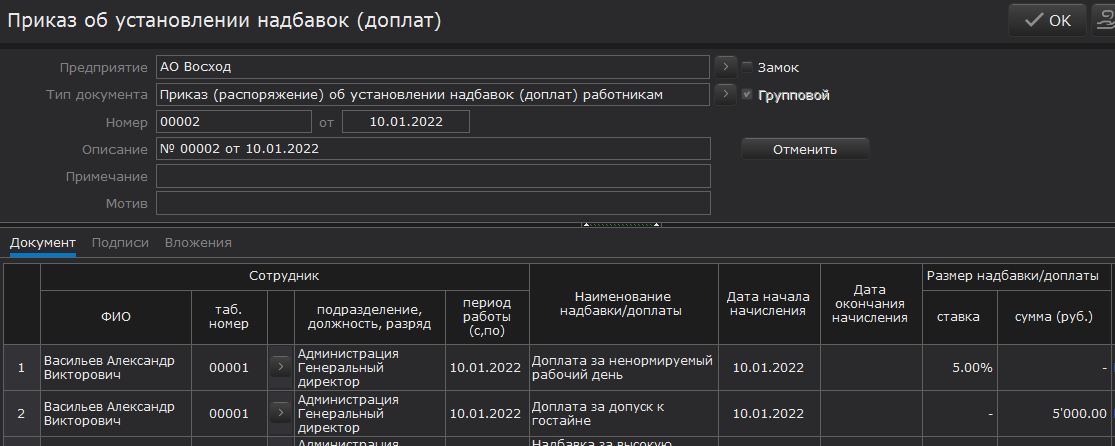 Приказ об установлении надбавок (доплат)
OK
Предприятие АО Восход Замок
Тип документа Приказ (распоряжение) об установлении надбавок (доплат) работникам Групповой
Номер 00002 от 10.01.2022
Описание № 00002 от 10.01.2022 Отменить
Примечание
Мотив
Документ Подписи Вложения
Сотрудник
ФИО
таб. номер
подразделение, должность, разряд
период работы (с,по)
Наименование надбавки/доплаты
Дата начала начисления
Дата окончания начисления
Размер надбавки/доплаты
ставка
сумма (руб.)
1 Васильев Александр Викторович 00001 Администрация Генеральный директор 10.01.2022 Доплата за ненормируемый рабочий день 10.01.2022 5.00% -
2 Васильев Александр Викторович 00001 Администрация Генеральный директор 10.01.2022 Доплата за допуск к гостайне 10.01.2022 - 5'000.00
Администрация Надбавка за высокую